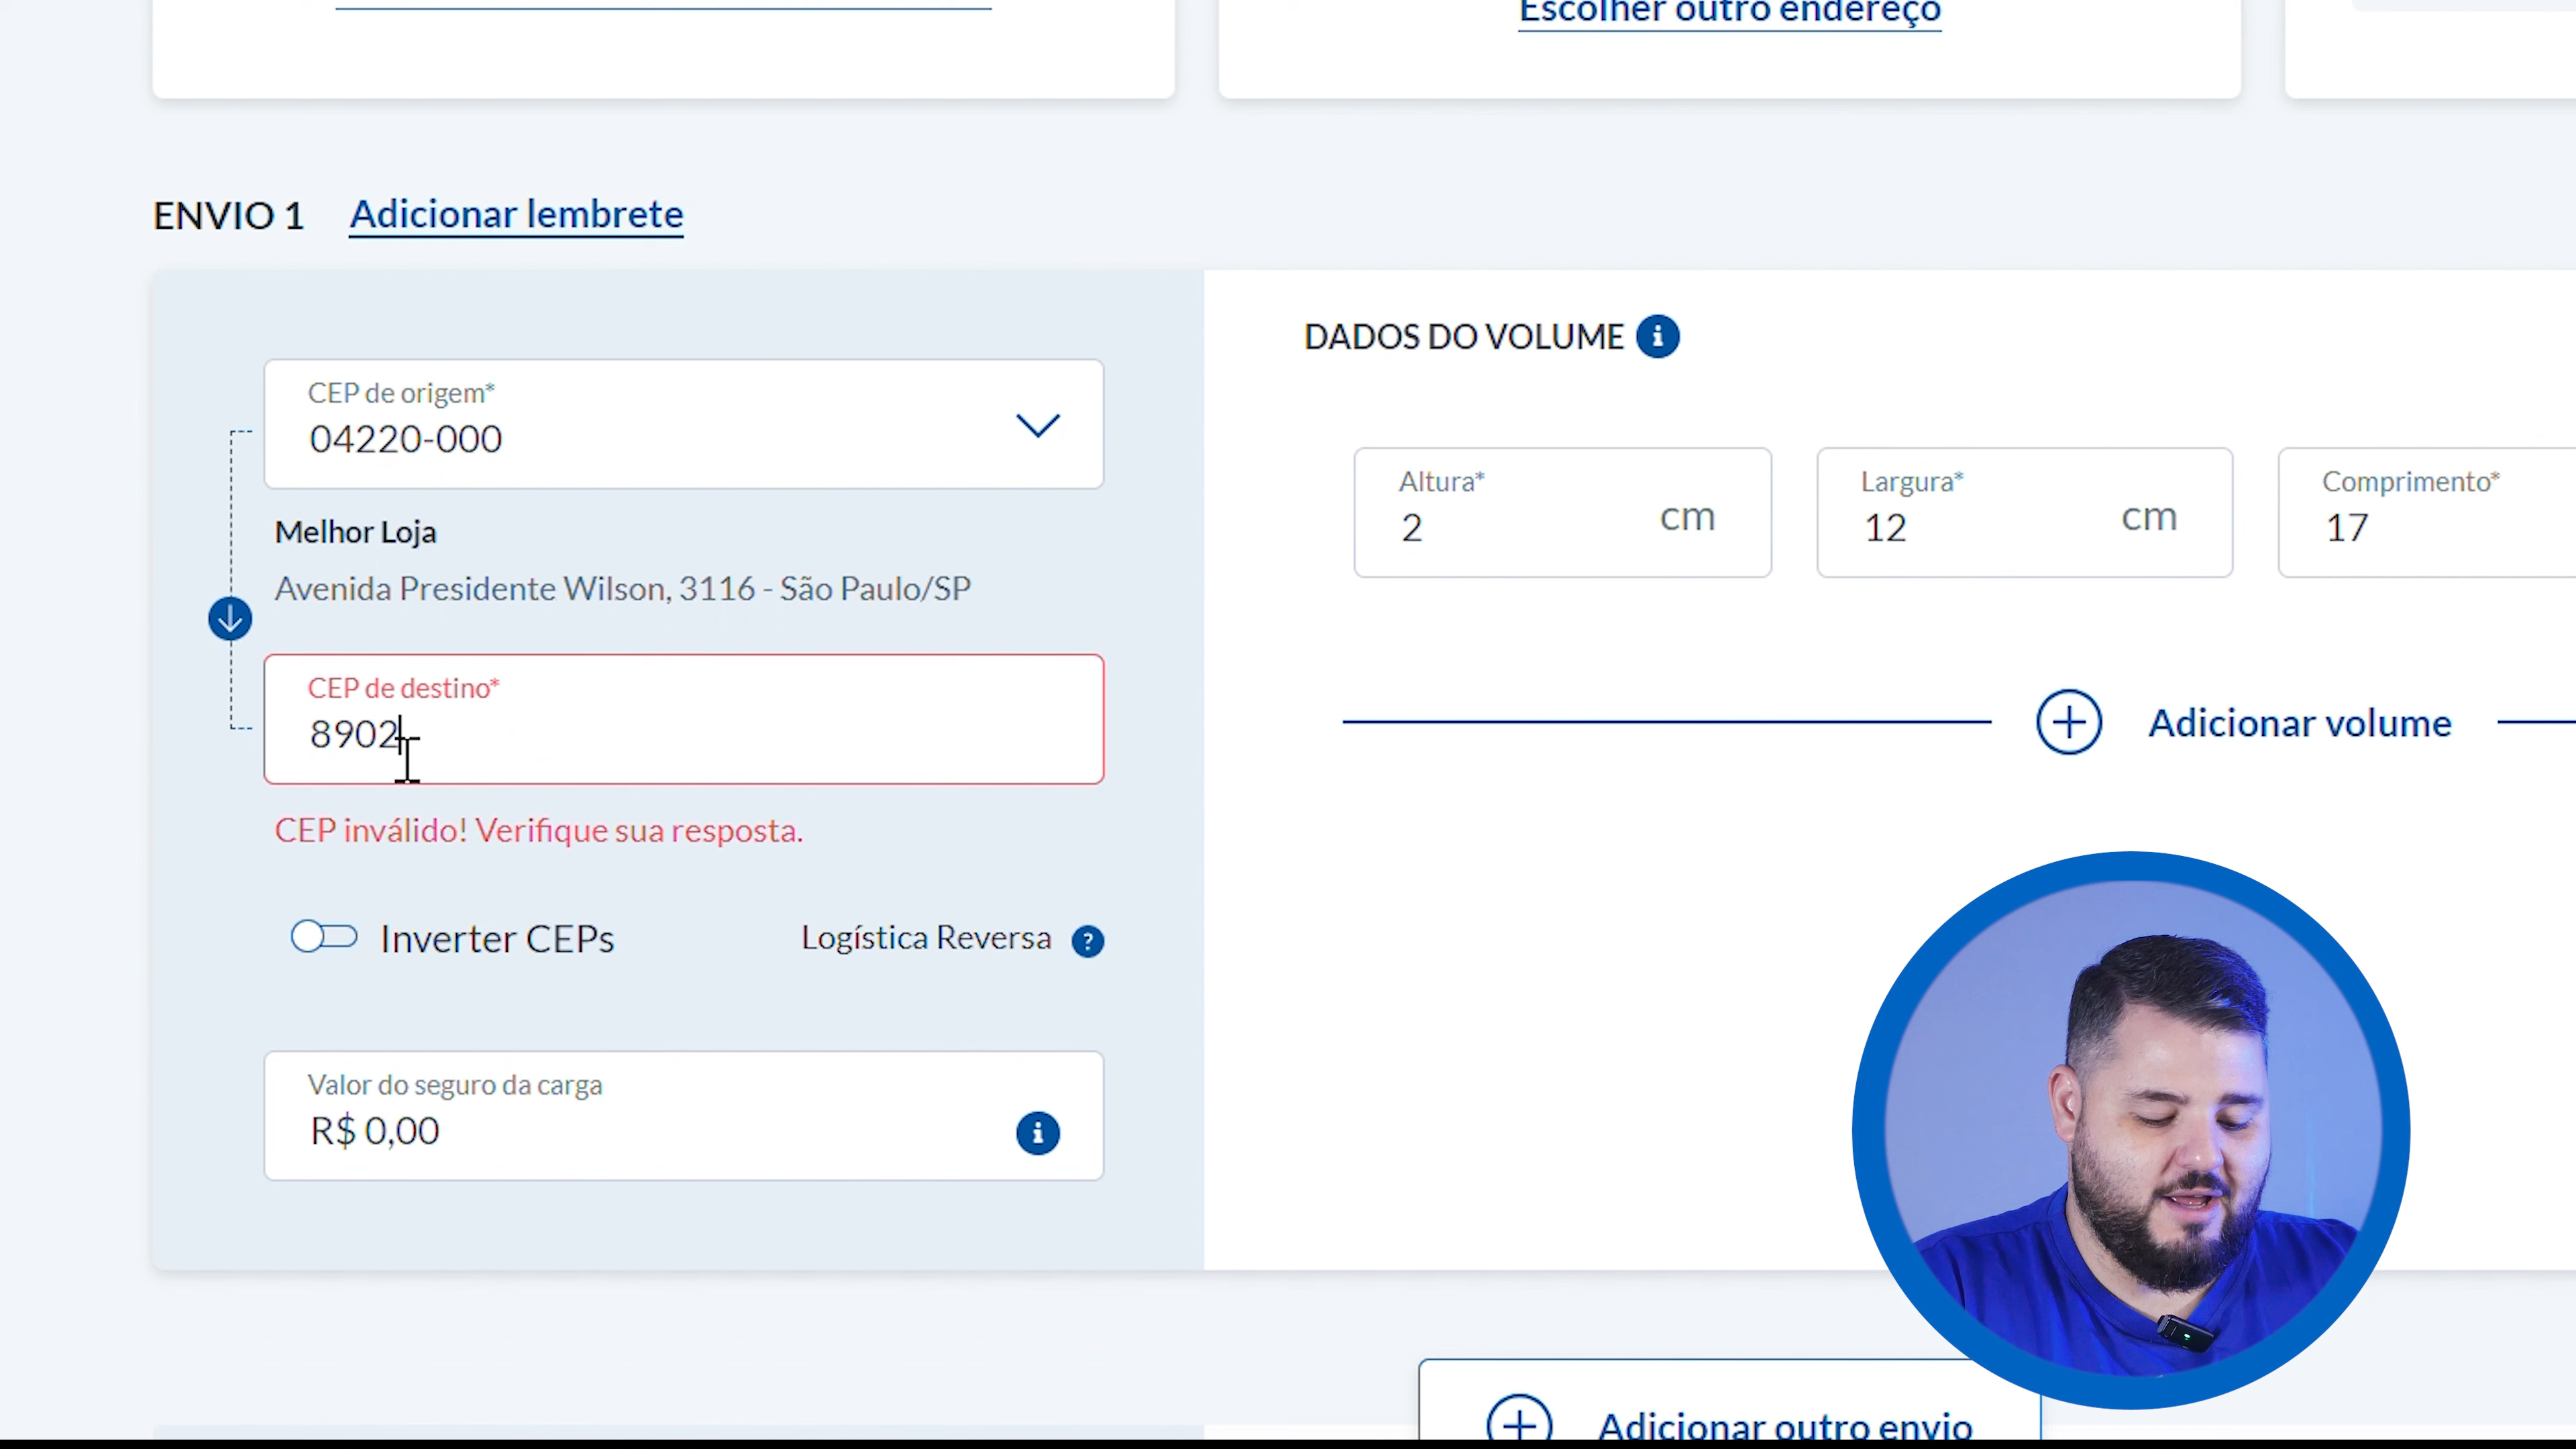 Escolher outro endereço
ENVIO 1 Adicionar lembrete
CEP de origem*
04220-000
Melhor Loja
Avenida Presidente Wilson, 3116 - São Paulo/SP
CEP de destino*
8902
CEP inválido! Verifique sua resposta.
Inverter CEPs Logística Reversa ?
Valor do seguro da carga
R$ 0,00
DADOS DO VOLUME
Altura*
2 cm
Largura*
12 cm
Comprimento*
17
Adicionar volume
Adicionar outro envio